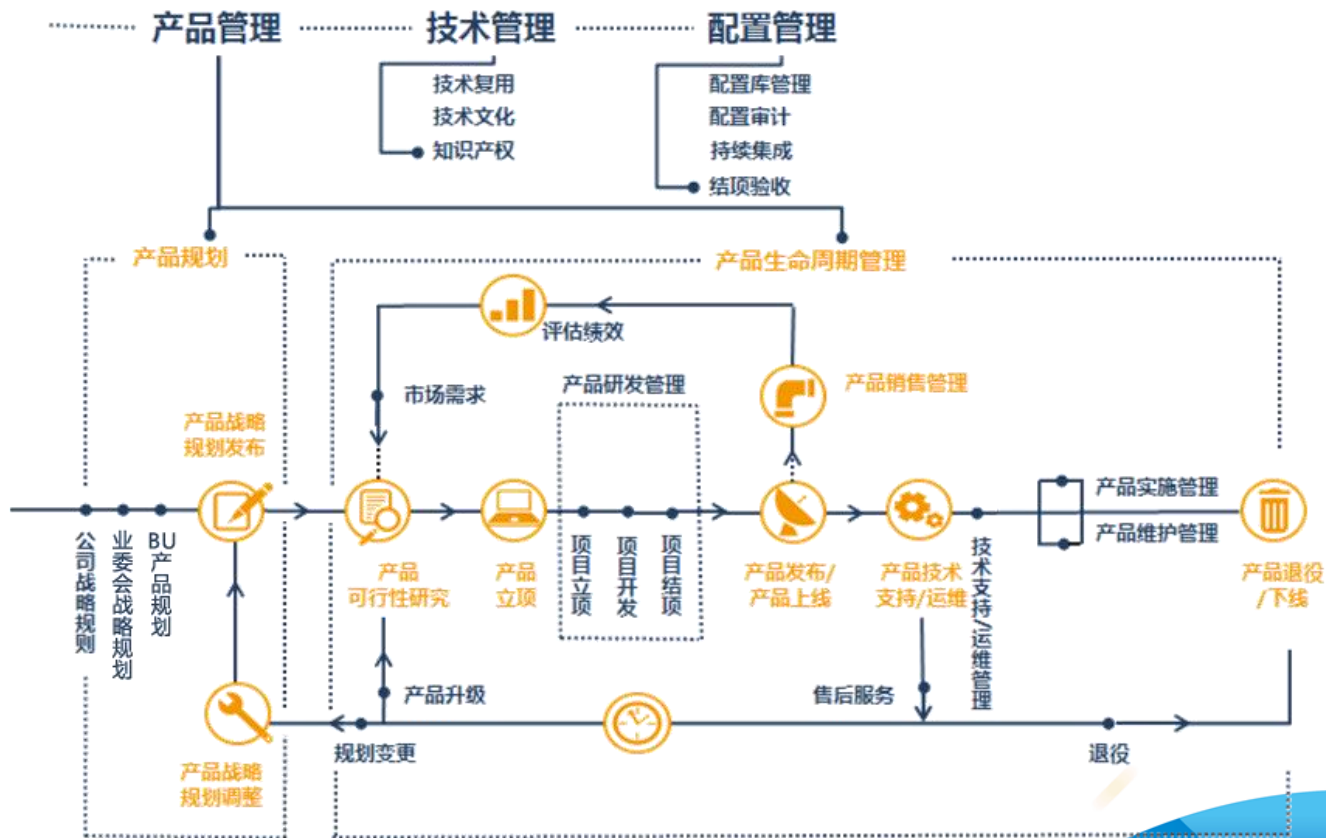 产品管理
技术管理
配置管理
技术复用
技术文化
知识产权
配置库管理
配置审计
持续集成
结项验收
产品规划
产品生命周期管理
评估绩效
市场需求
产品研发管理
产品销售管理
产品战略
规划发布
公司战略规则
业委会战略规划
BU产品规划
产品
可行性研究
产品
立项
项目立项
项目开发
项目结项
产品发布/
产品上线
产品技术
支持/运维
技术支持/运维管理
产品实施管理
产品维护管理
产品退役
/下线
产品升级
售后服务
规划变更
退役
产品战略
规划调整